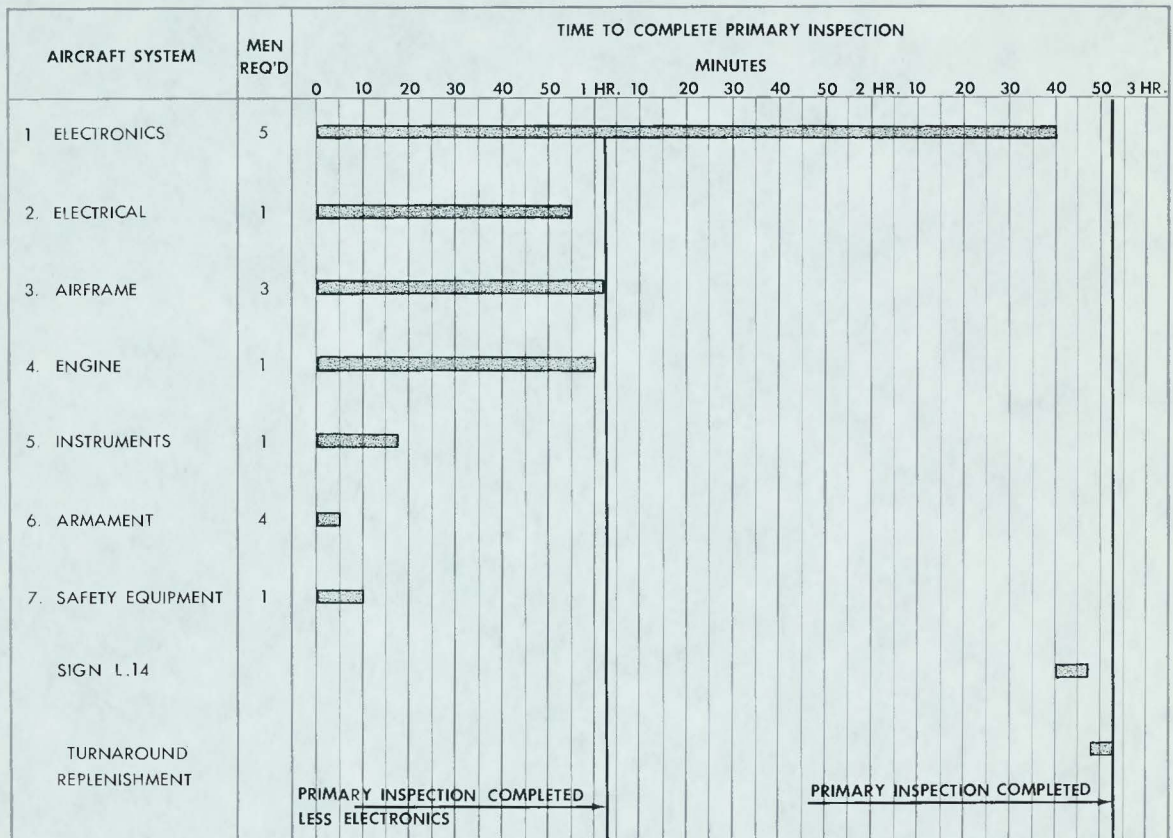 AIRCRAFT SYSTEM
MEN
REQ'D
TIME TO COMPLETE PRIMARY INSPECTION
MINUTES
0 10 20 30 40 50 1 HR. 10 20 30 40 50 2 HR. 10 20 30 40 50 3 HR.
1 ELECTRONICS 5
2. ELECTRICAL 1
3. AIRFRAME 3
4. ENGINE 1
5. INSTRUMENTS 1
6. ARMAMENT 4
7. SAFETY EQUIPMENT 1
SIGN L.14
TURNAROUND
REPLENISHMENT
PRIMARY INSPECTION COMPLETED
LESS ELECTRONICS
PRIMARY INSPECTION COMPLETED